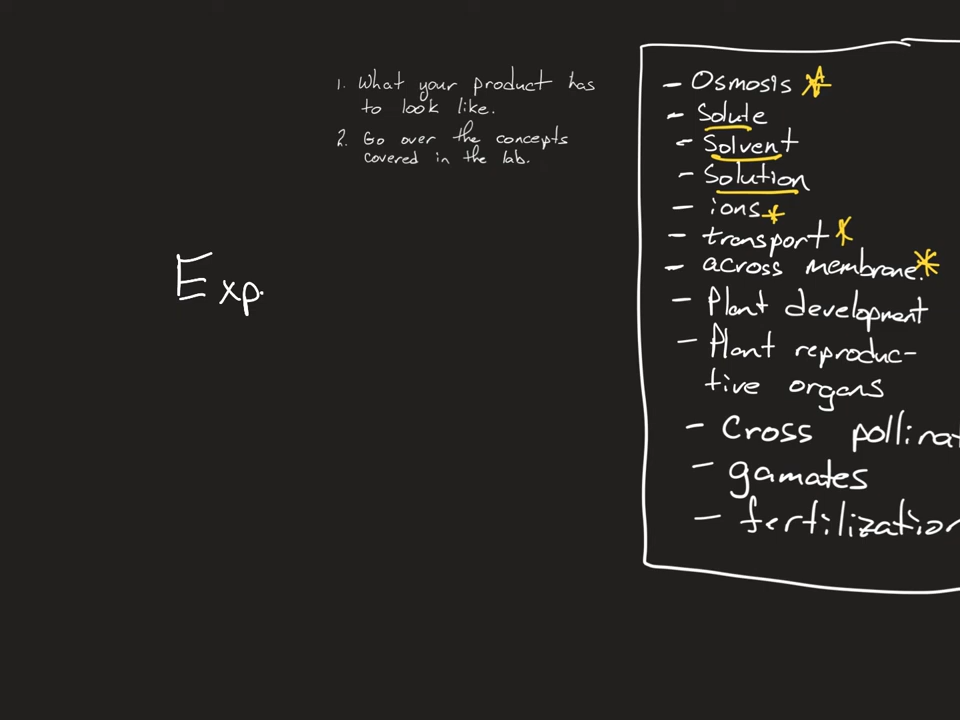 1. What your product has
to look like.
2. Go over the concepts
covered in the lab.
Exp.
- Osmosis
- Solute
- Solvent
- Solution
- ions
- transport
- across membrane.
- Plant development
- Plant reproduc-
tive organs
- Cross pollinat
- gamates
- fertilization